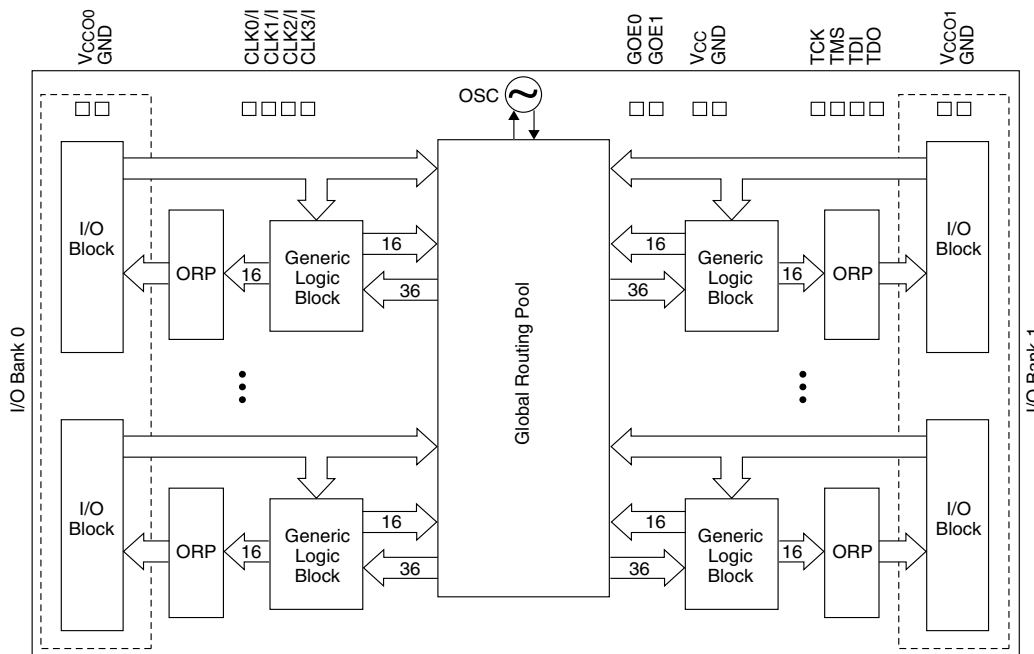 VCCO0
GND
CLK0/I
CLK1/I
CLK2/I
CLK3/I
GOE0
GOE1
VCC
GND
TCK
TMS
TDI
TDO
VCCO1
GND
OSC
I/O Bank 0
I/O
Block
ORP
16
Generic
Logic
Block
16
36
Global Routing Pool
16
36
Generic
Logic
Block
16
ORP
I/O
Block
I/O Bank 1
I/O
Block
ORP
16
Generic
Logic
Block
16
36
16
36
Generic
Logic
Block
16
ORP
I/O
Block